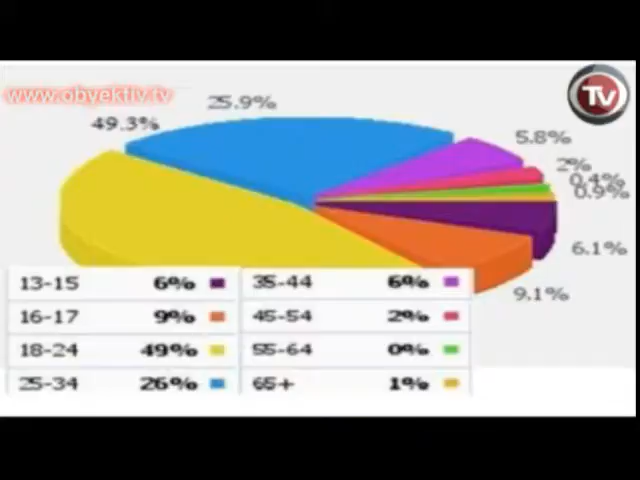 www.obyektiv.tv
TV
25.9%
49.3%
5.8%
2%
0.4%
0.9%
6.1%
9.1%
13-15 6% 35-44 6%
16-17 9% 45-54 2%
18-24 49% 55-64 0%
25-34 26% 65+ 1%